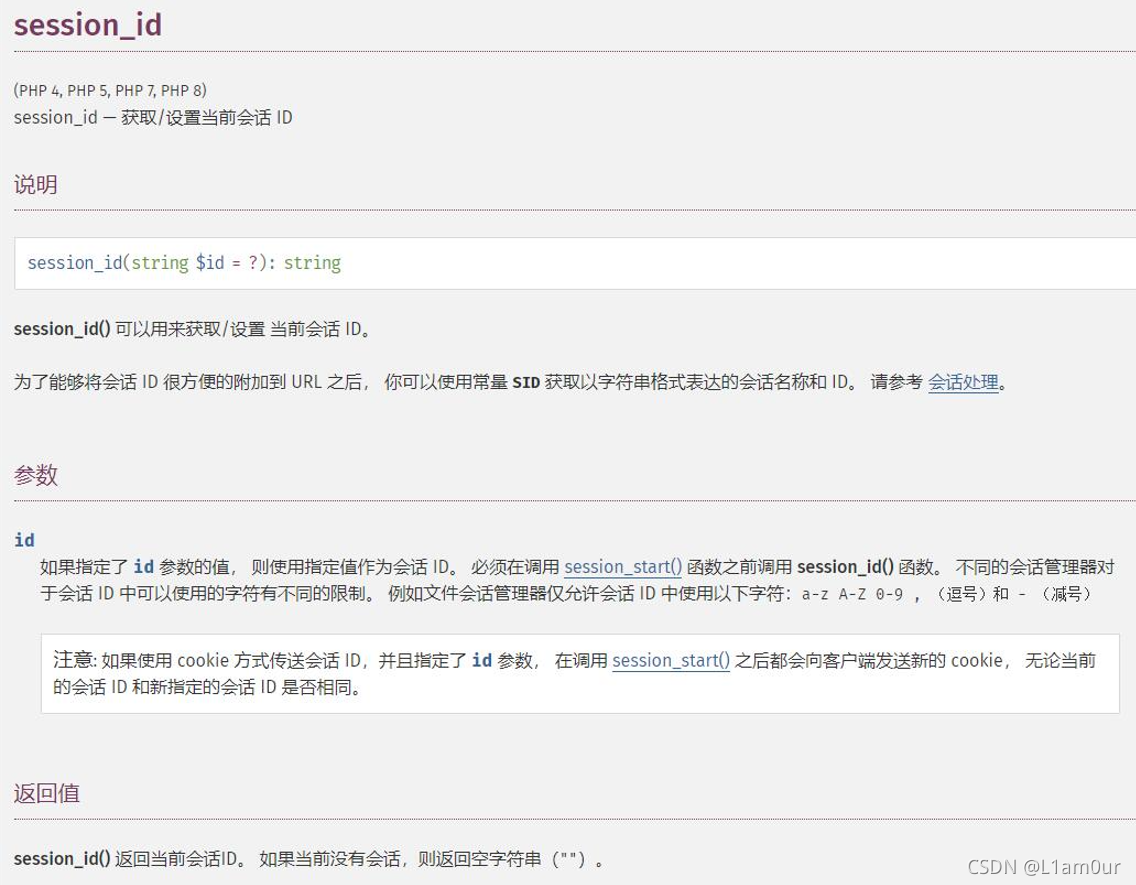 session_id
(PHP 4, PHP 5, PHP 7, PHP 8)
session_id — 获取/设置当前会话 ID
说明
session_id(string $id = ?): string
session_id() 可以用来获取/设置 当前会话 ID。
为了能够将会话 ID 很方便的附加到 URL 之后， 你可以使用常量 SID 获取以字符串格式表达的会话名称和 ID。 请参考 会话处理。
参数
id
如果指定了 id 参数的值， 则使用指定值作为会话 ID。 必须在调用 session_start() 函数之前调用 session_id() 函数。 不同的会话管理器对
于会话 ID 中可以使用的字符有不同的限制。 例如文件会话管理器仅允许会话 ID 中使用以下字符：a-z A-Z 0-9 , （逗号）和 - （减号）
注意: 如果使用 cookie 方式传送会话 ID，并且指定了 id 参数， 在调用 session_start() 之后都会向客户端发送新的 cookie， 无论当前
的会话 ID 和新指定的会话 ID 是否相同。
返回值
session_id() 返回当前会话ID。 如果当前没有会话，则返回空字符串（""）。
CSDN @L1am0ur